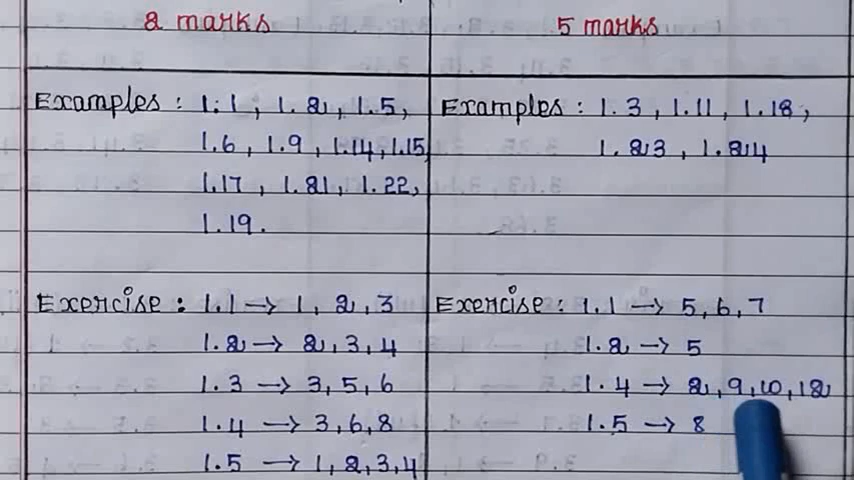 2 marks
5 marks
Examples : 1.1, 1.2, 1.5,
1.6, 1.9, 1.14, 1.15
1.17, 1.21, 1.22,
1.19.
Examples : 1.3, 1.11, 1.18,
1.23, 1.24
Exercise : 1.1 → 1, 2, 3
1.2 → 2, 3, 4
1.3 → 3, 5, 6
1.4 → 3, 6, 8
1.5 → 1, 2, 3, 4
Exercise : 1.1 → 5, 6, 7
1.2 → 5
1.4 → 2, 9, 10, 12
1.5 → 8